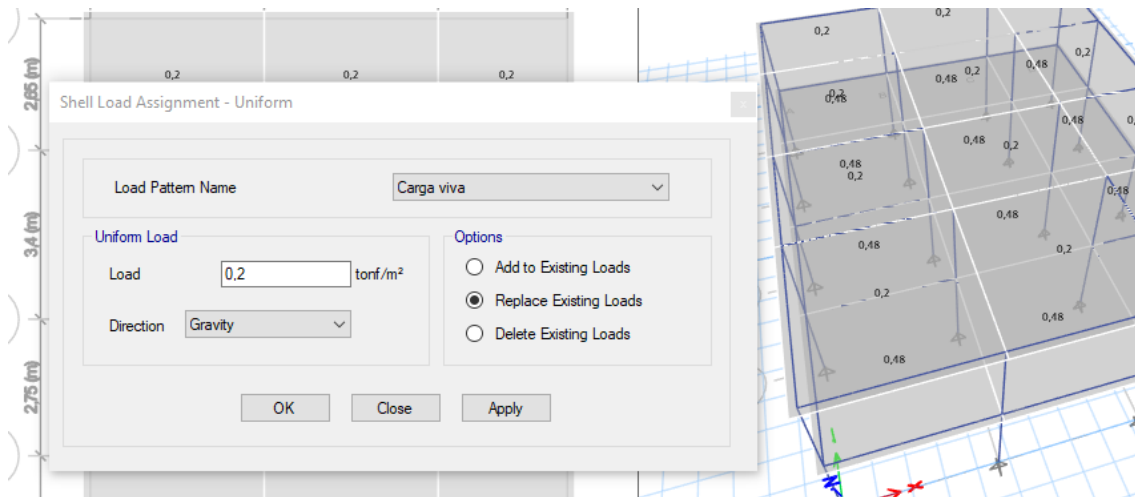 2,65 (m)
3,4 (m)
2,75 (m)
0,2 0,2 0,2
Shell Load Assignment - Uniform
x
Load Pattern Name Carga viva
Uniform Load
Load 0,2 tonf/m²
Direction Gravity
Options
Add to Existing Loads
Replace Existing Loads
Delete Existing Loads
OK Close Apply
0,2
0,2
0,2
0,48 0,2 0,48
0,2
0,48
0,48
0,48 0,2
0,48
0,2
0,48
0,48
0,48
0,2
0,2
0,48
0,48
X